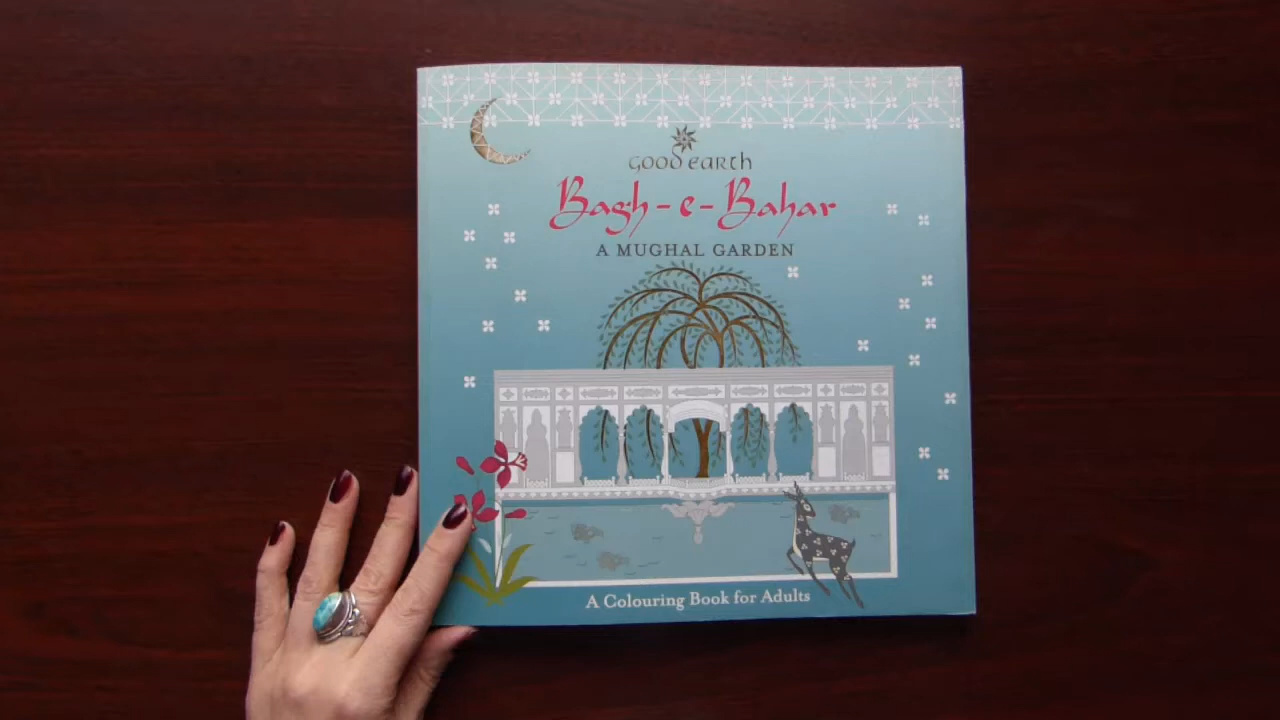 GOOD EARTH
Bagh-e-Bahar
A MUGHAL GARDEN
A Colouring Book for Adults